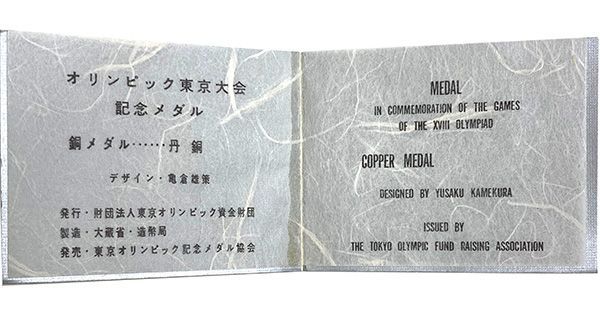 オリンピック東京大会
記念メダル
銅メダル……丹銅
デザイン・亀倉雄策
発行・財団法人東京オリンピック資金財団
製造・大蔵省・造幣局
発売・東京オリンピック記念メダル協会
MEDAL
IN COMMEMORATION OF THE GAMES
OF THE XVIII OLYMPIAD
COPPER MEDAL
DESIGNED BY YUSAKU KAMEKURA
ISSUED BY
THE TOKYO OLYMPIC FUND RAISING ASSOCIATION